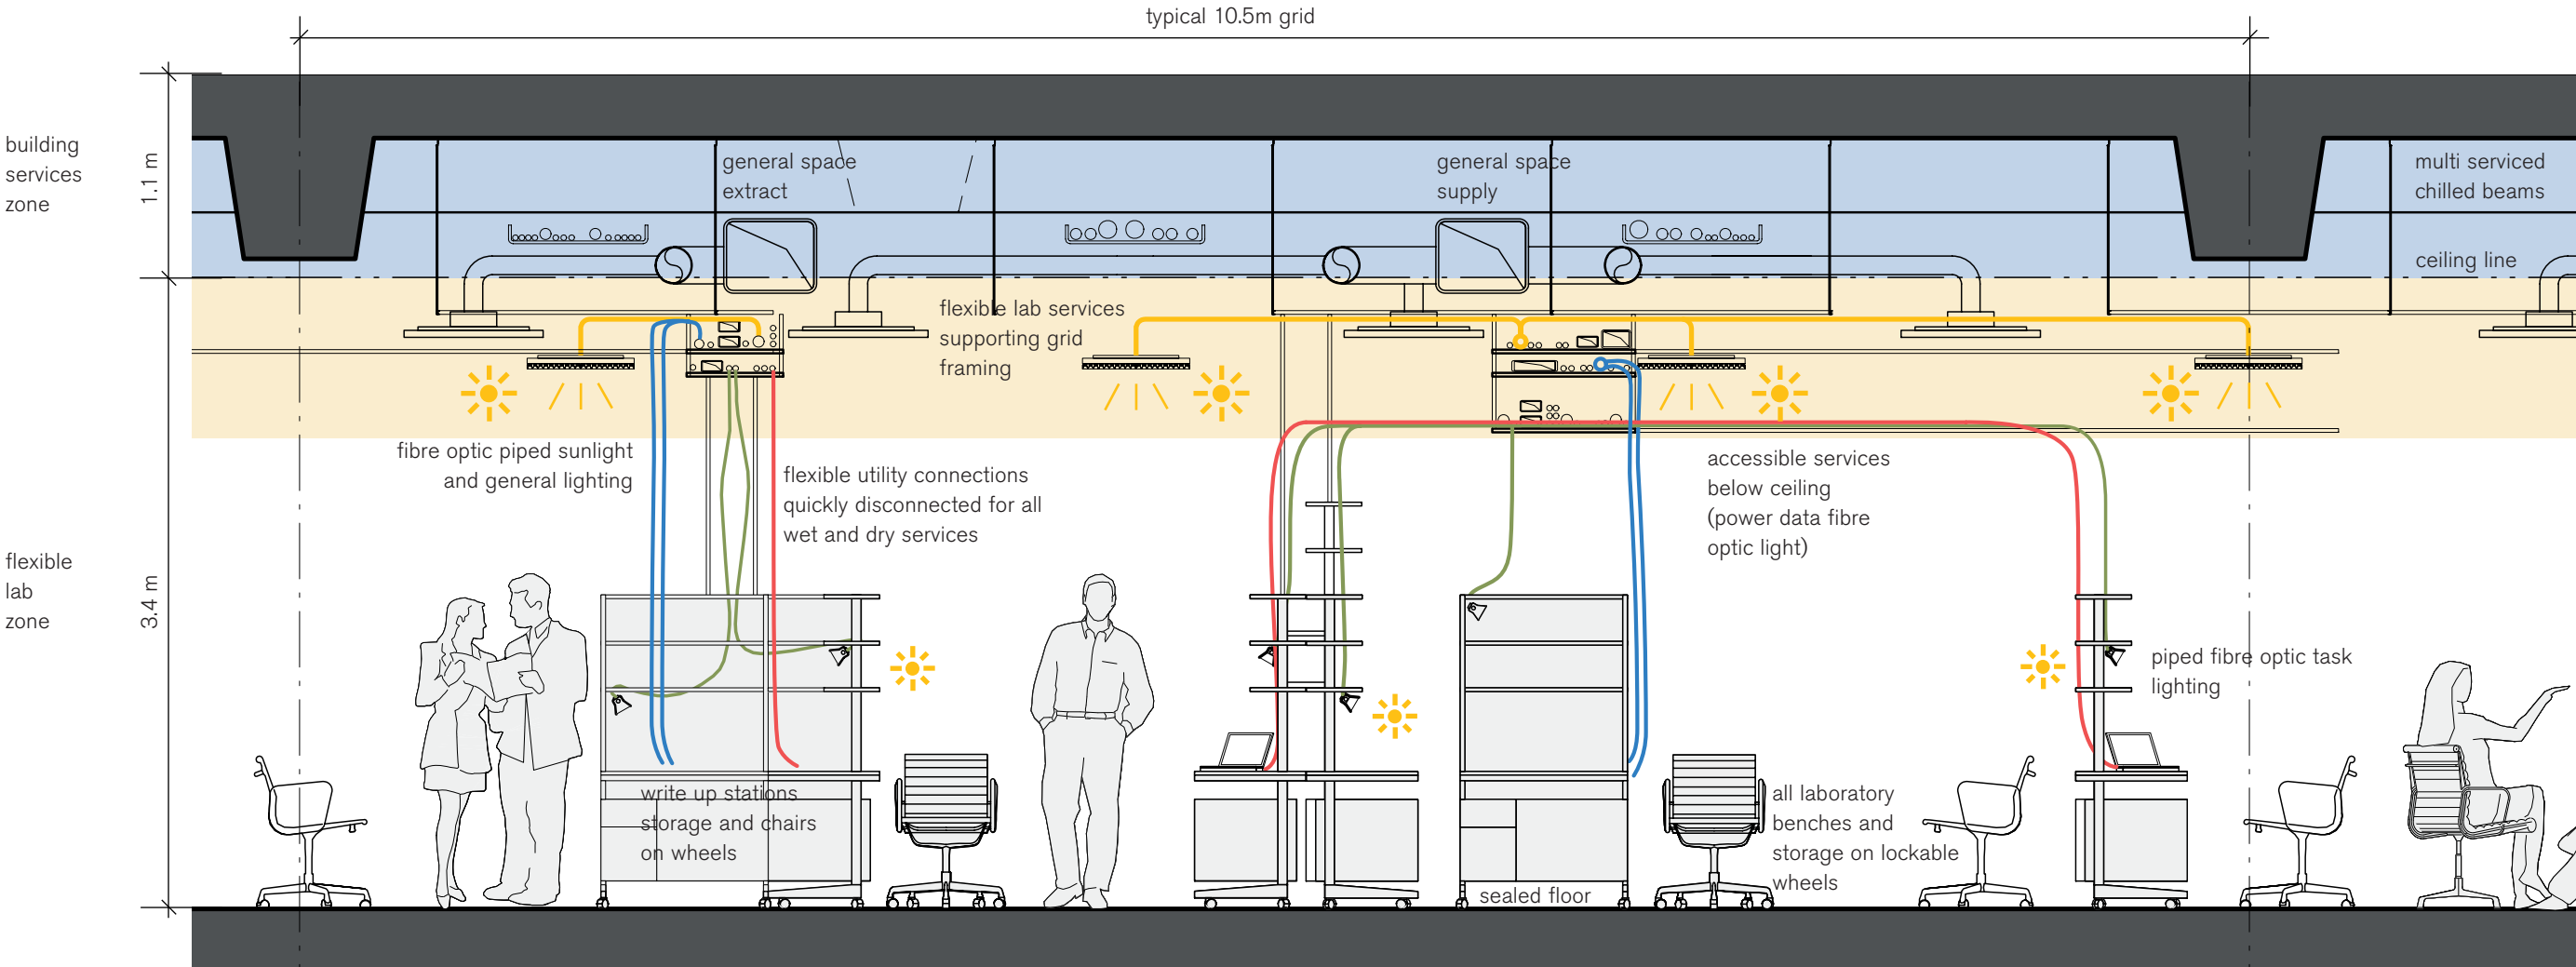 typical 10.5m grid
building
services
zone
1.1 m
general space
extract
general space
supply
multi serviced
chilled beams
ceiling line
flexible lab services
supporting grid
framing
fibre optic piped sunlight
and general lighting
flexible utility connections
quickly disconnected for all
wet and dry services
accessible services
below ceiling
(power data fibre
optic light)
flexible
lab
zone
3.4 m
piped fibre optic task
lighting
write up stations
storage and chairs
on wheels
all laboratory
benches and
storage on lockable
wheels
sealed floor